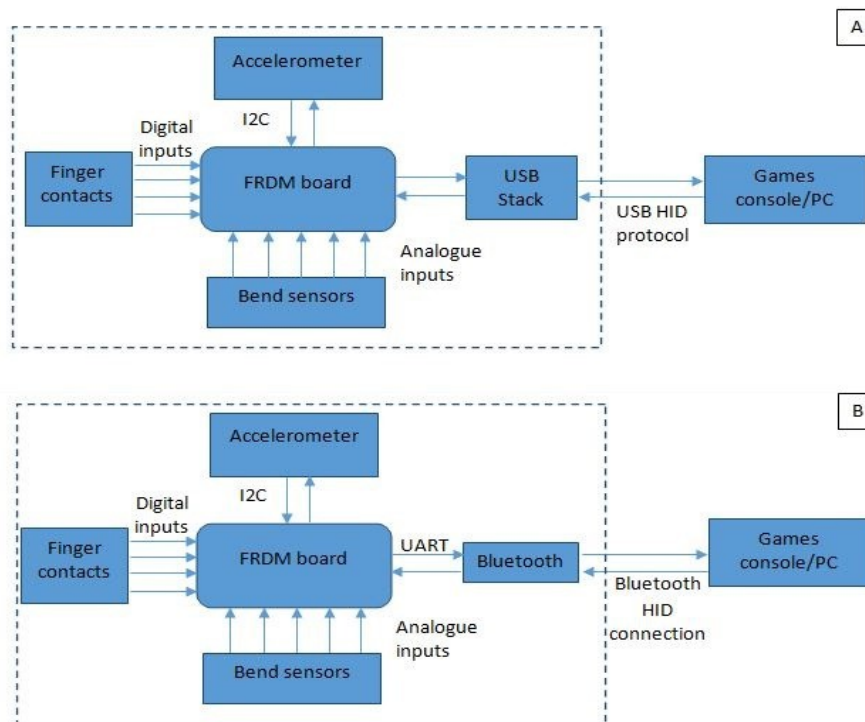 A
Accelerometer
I2C
Digital
inputs
Finger
contacts
FRDM board
USB
Stack
Games
console/PC
USB HID
protocol
Analogue
inputs
Bend sensors
B
Accelerometer
I2C
Digital
inputs
Finger
contacts
FRDM board
UART
Bluetooth
Games
console/PC
Bluetooth
HID
connection
Analogue
inputs
Bend sensors